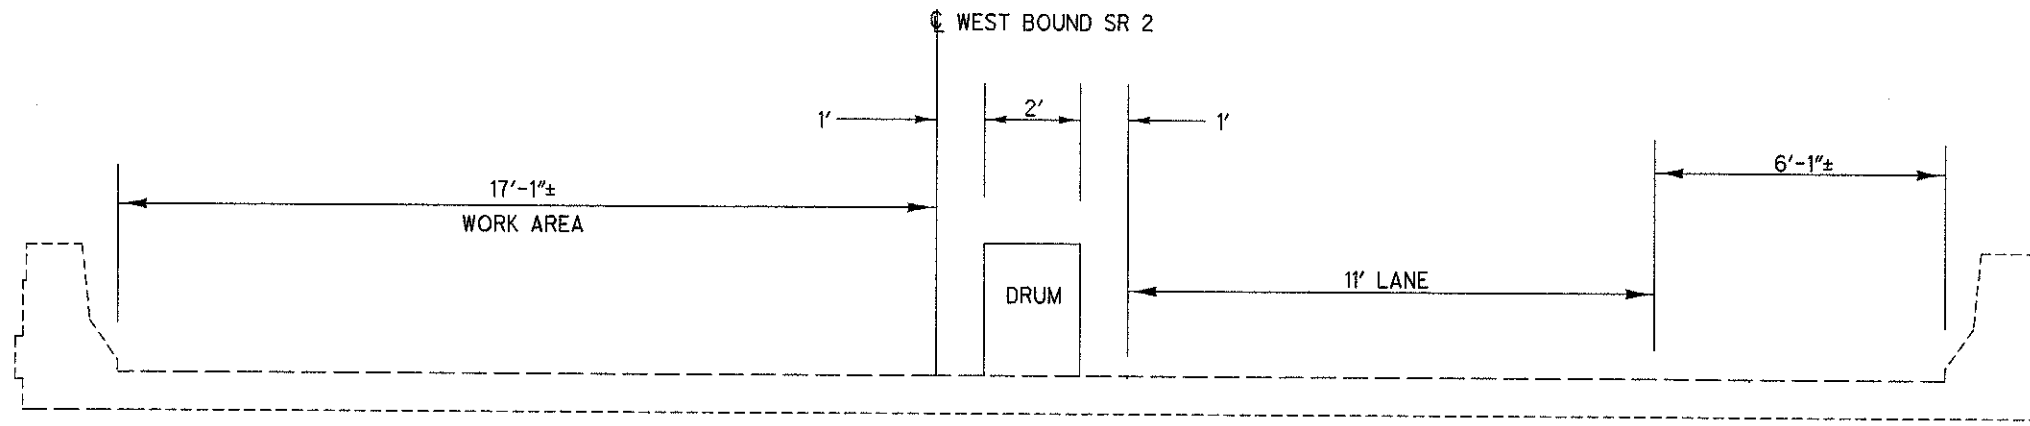 ℄ WEST BOUND SR 2
1'
2'
1'
17'-1"±
WORK AREA
6'-1"±
DRUM
11' LANE